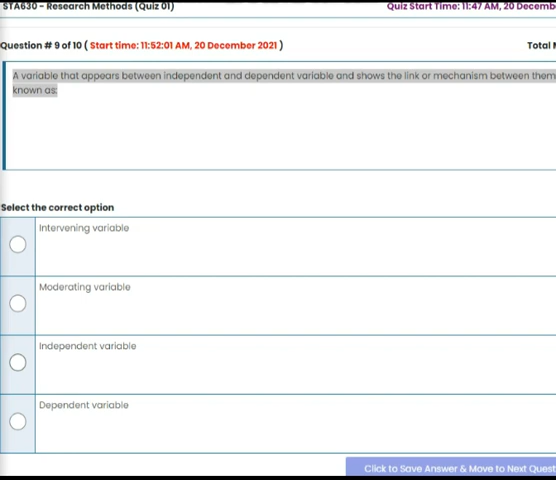 STA630 - Research Methods (Quiz 01)
Quiz Start Time: 11:47 AM, 20 Decemb
Question # 9 of 10 ( Start time: 11:52:01 AM, 20 December 2021 )
Total
A variable that appears between independent and dependent variable and shows the link or mechanism between them
known as:
Select the correct option
Intervening variable
Moderating variable
Independent variable
Dependent variable
Click to Save Answer & Move to Next Quest